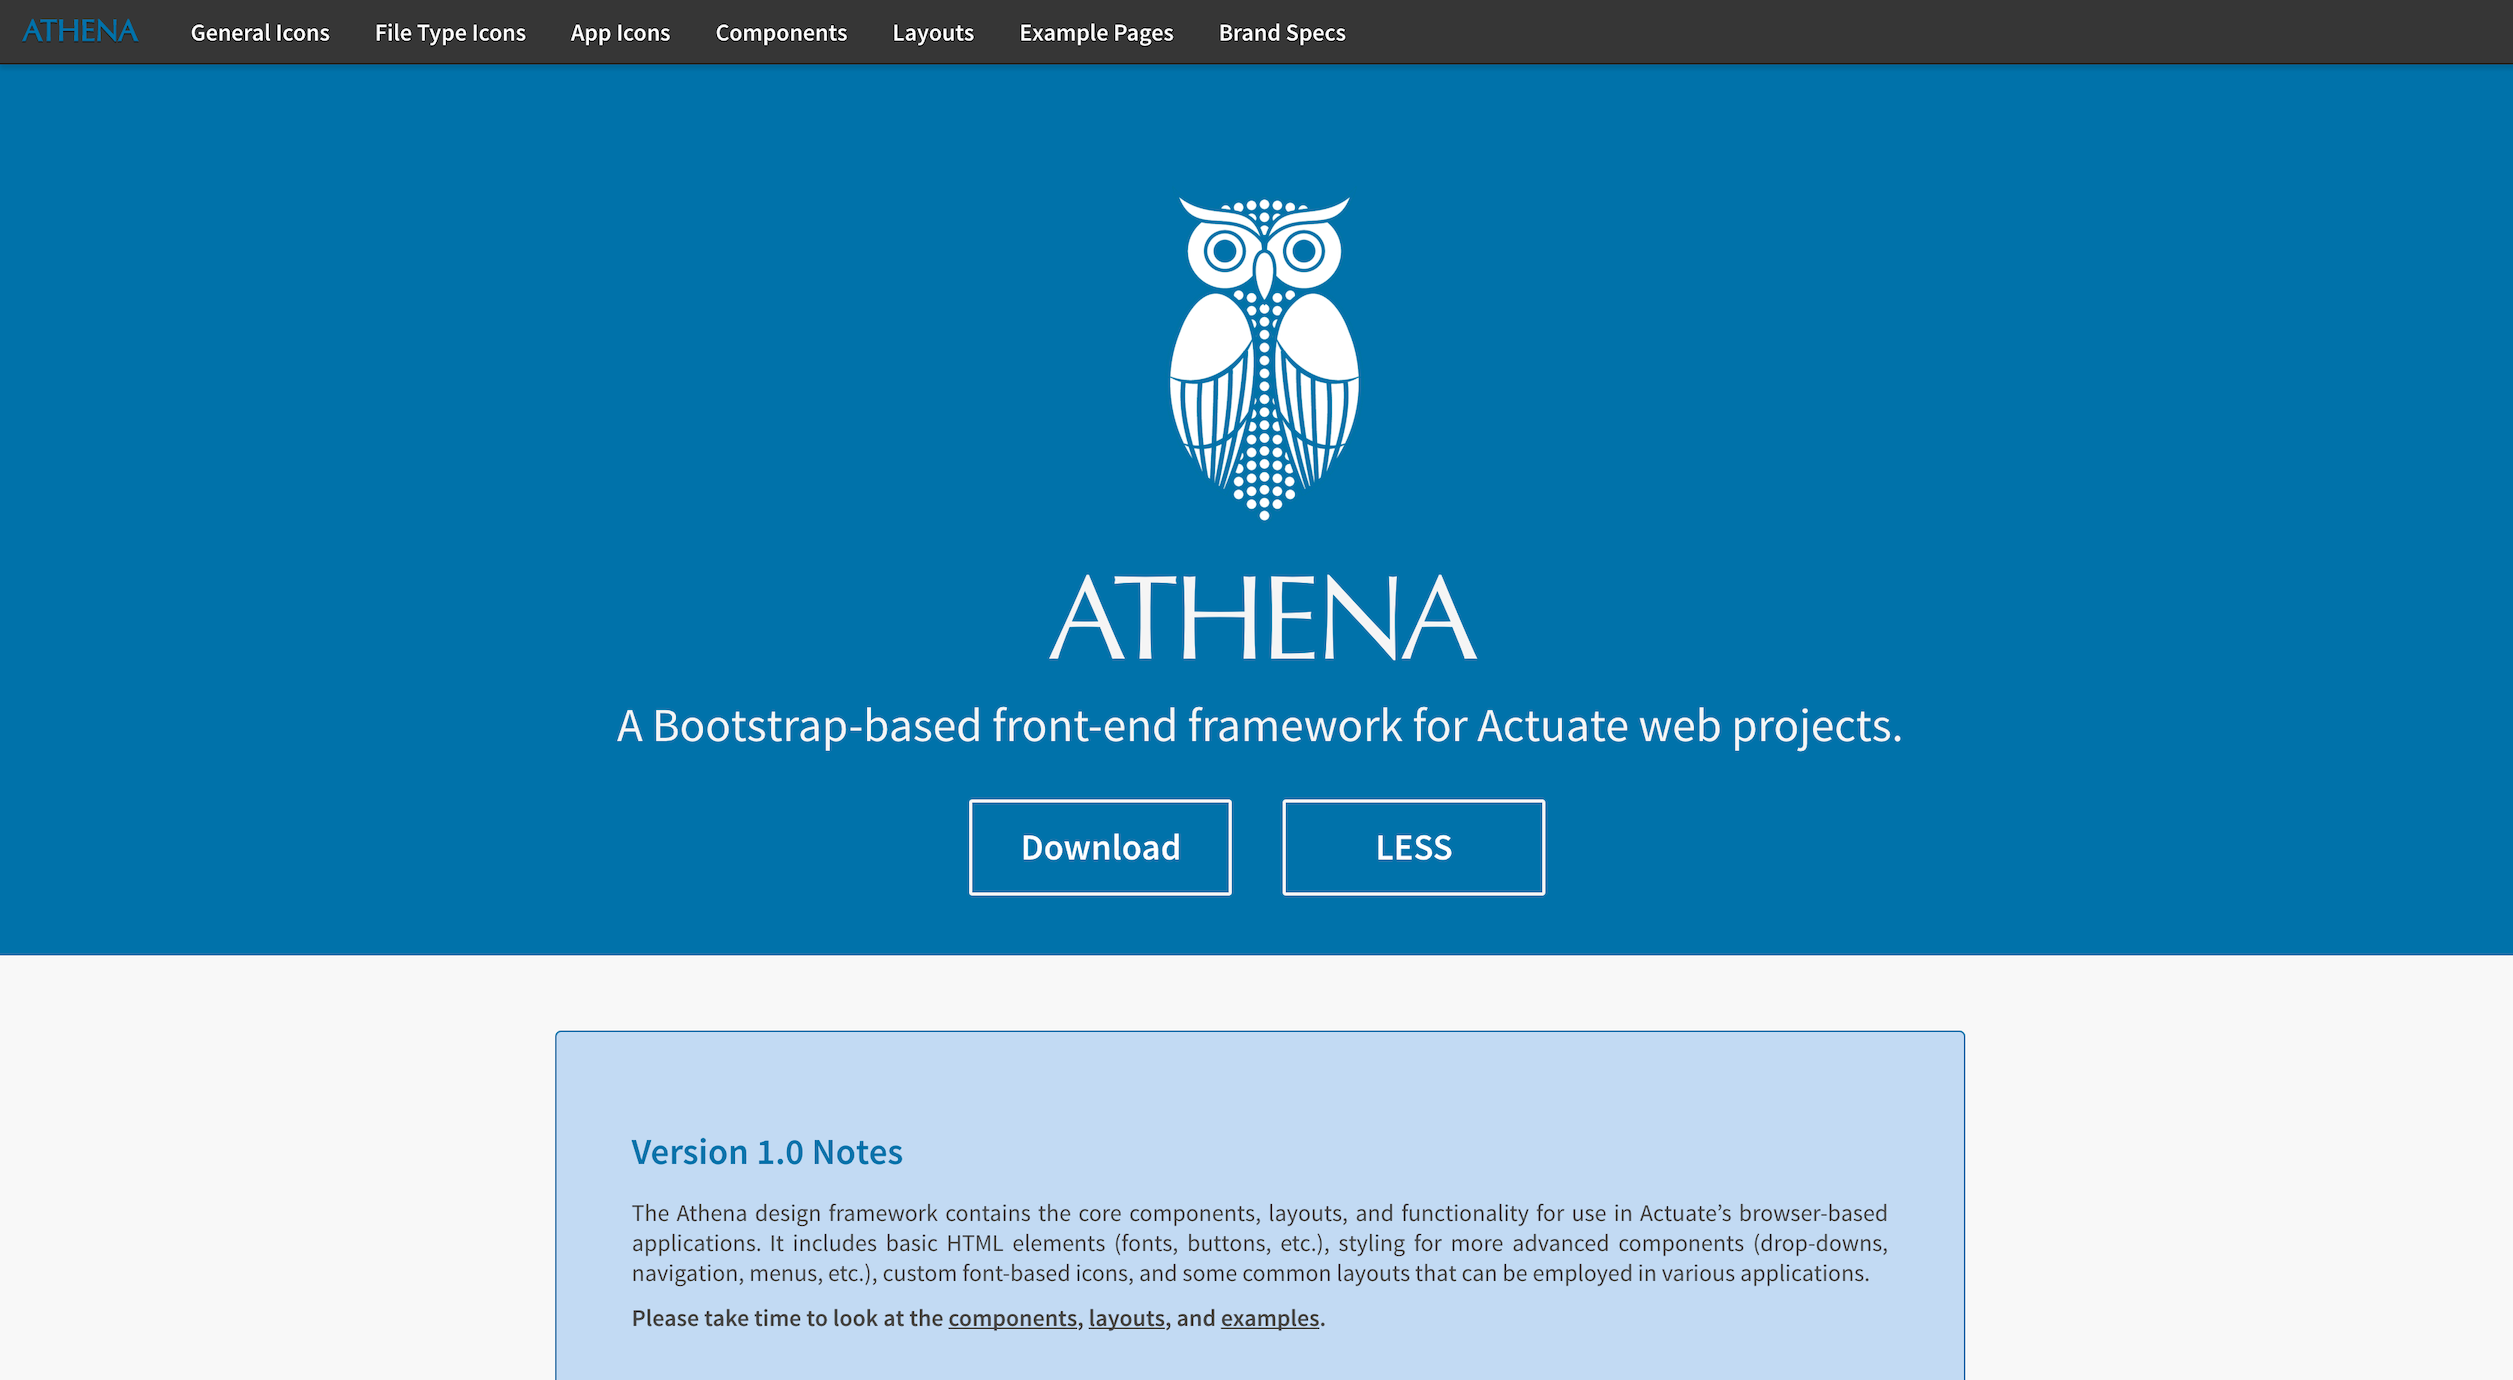 ATHENA General Icons File Type Icons App Icons Components Layouts Example Pages Brand Specs
ATHENA
A Bootstrap-based front-end framework for Actuate web projects.
Download LESS
Version 1.0 Notes
The Athena design framework contains the core components, layouts, and functionality for use in Actuate’s browser-based
applications. It includes basic HTML elements (fonts, buttons, etc.), styling for more advanced components (drop-downs,
navigation, menus, etc.), custom font-based icons, and some common layouts that can be employed in various applications.
Please take time to look at the components, layouts, and examples.